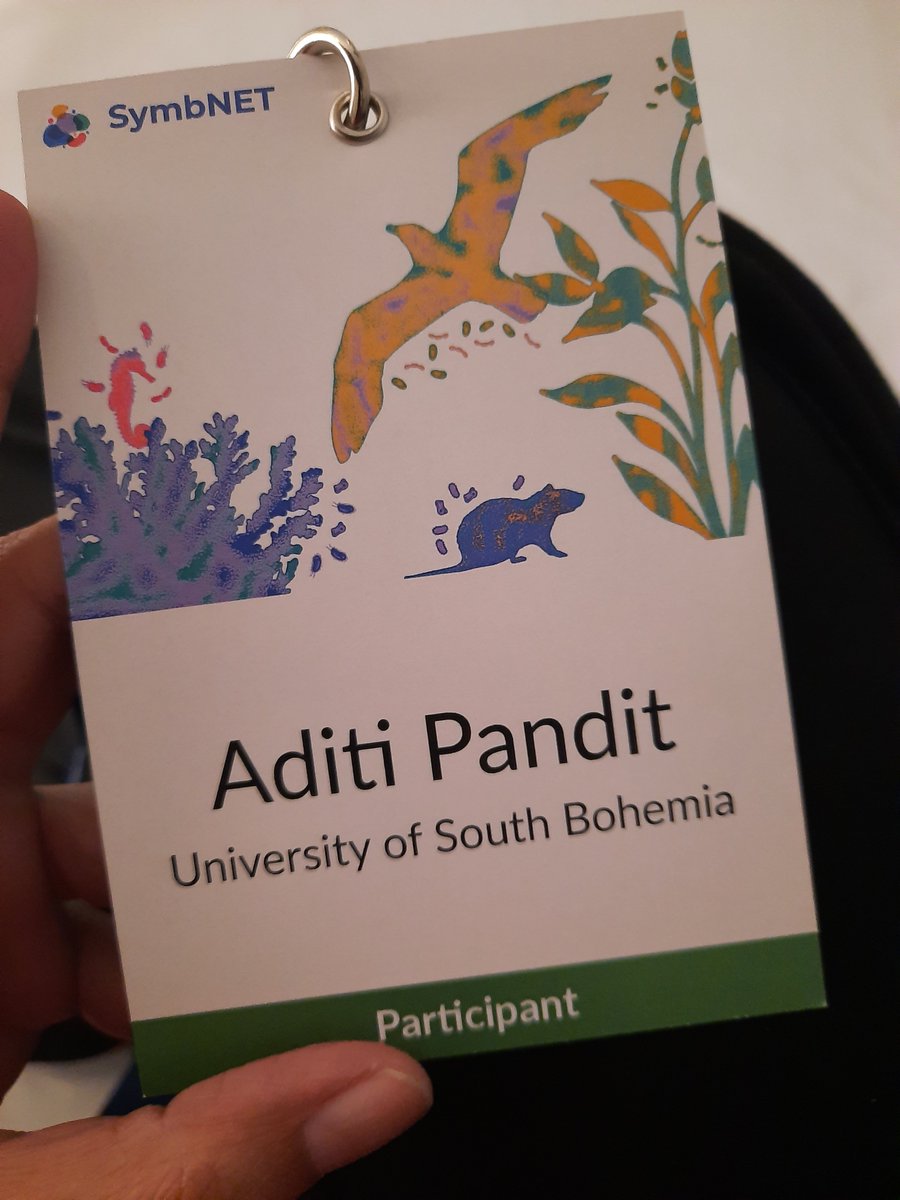 SymbNET
Aditi Pandit
University of South Bohemia
Participant